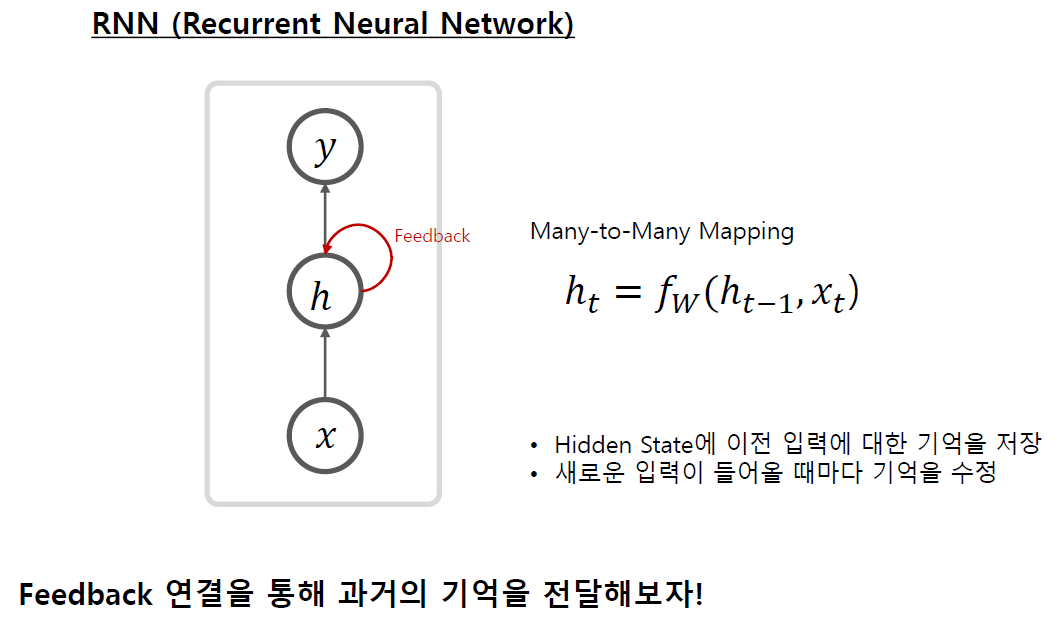 RNN (Recurrent Neural Network)
y
Feedback
h
x
Many-to-Many Mapping
h_t = f_W(h_{t−1}, x_t)
• Hidden State에 이전 입력에 대한 기억을 저장
• 새로운 입력이 들어올 때마다 기억을 수정
Feedback 연결을 통해 과거의 기억을 전달해보자!